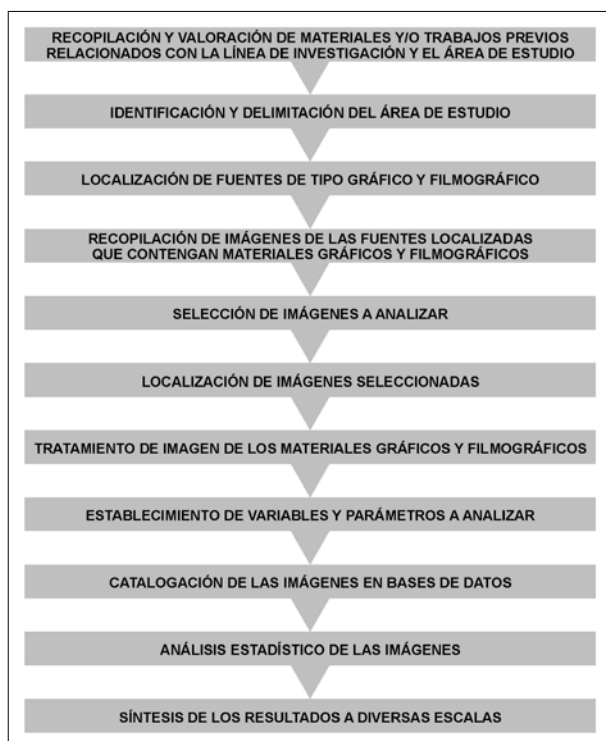 RECOPILACIÓN Y VALORACIÓN DE MATERIALES Y/O TRABAJOS PREVIOS
RELACIONADOS CON LA LÍNEA DE INVESTIGACIÓN Y EL ÁREA DE ESTUDIO
IDENTIFICACIÓN Y DELIMITACIÓN DEL ÁREA DE ESTUDIO
LOCALIZACIÓN DE FUENTES DE TIPO GRÁFICO Y FILMOGRÁFICO
RECOPILACIÓN DE IMÁGENES DE LAS FUENTES LOCALIZADAS
QUE CONTENGAN MATERIALES GRÁFICOS Y FILMOGRÁFICOS
SELECCIÓN DE IMÁGENES A ANALIZAR
LOCALIZACIÓN DE IMÁGENES SELECCIONADAS
TRATAMIENTO DE IMAGEN DE LOS MATERIALES GRÁFICOS Y FILMOGRÁFICOS
ESTABLECIMIENTO DE VARIABLES Y PARÁMETROS A ANALIZAR
CATALOGACIÓN DE LAS IMÁGENES EN BASES DE DATOS
ANÁLISIS ESTADÍSTICO DE LAS IMÁGENES
SÍNTESIS DE LOS RESULTADOS A DIVERSAS ESCALAS